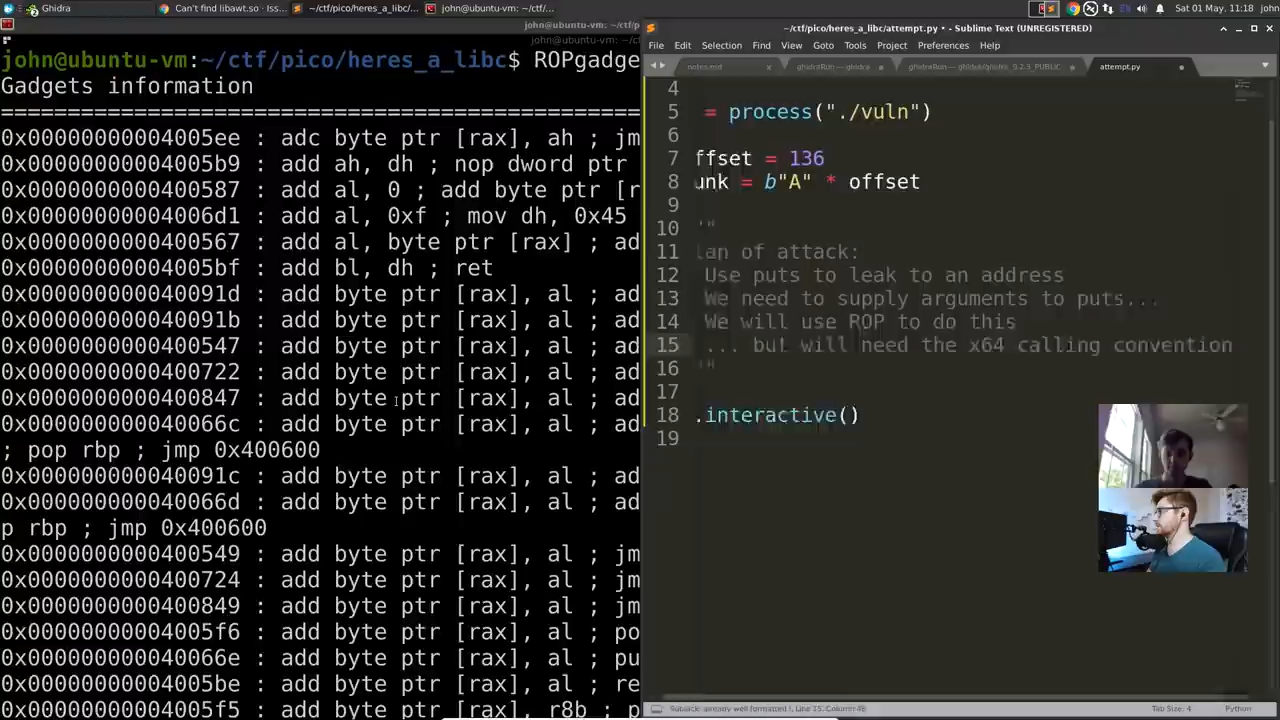 Ghidra
Can't find libawt.so - Iss...
~/ctf/pico/heres_a_libc/...
john@ubuntu-vm: ~/ctf/...
Sat 01 May, 11:18
john
john@ubuntu-vm: ~/ctf/p
john@ubuntu-vm: ~/ctf/
john@ubuntu-vm:~/ctf/pico/heres_a_libc$ ROPgadge
Gadgets information
============================================================
0x00000000004005ee : adc byte ptr [rax], ah ; jm
0x00000000004005b9 : add ah, dh ; nop dword ptr
0x0000000000400587 : add al, 0 ; add byte ptr [r
0x00000000004006d1 : add al, 0xf ; mov dh, 0x45
0x0000000000400567 : add al, byte ptr [rax] ; ad
0x00000000004005bf : add bl, dh ; ret
0x000000000040091d : add byte ptr [rax], al ; ad
0x000000000040091b : add byte ptr [rax], al ; ad
0x0000000000400547 : add byte ptr [rax], al ; ad
0x0000000000400722 : add byte ptr [rax], al ; ad
0x0000000000400847 : add byte ptr [rax], al ; ad
0x000000000040066c : add byte ptr [rax], al ; ad
; pop rbp ; jmp 0x400600
0x000000000040091c : add byte ptr [rax], al ; ad
0x000000000040066d : add byte ptr [rax], al ; ad
p rbp ; jmp 0x400600
0x0000000000400549 : add byte ptr [rax], al ; jm
0x0000000000400724 : add byte ptr [rax], al ; jm
0x0000000000400849 : add byte ptr [rax], al ; jm
0x00000000004005f6 : add byte ptr [rax], al ; po
0x000000000040066e : add byte ptr [rax], al ; pu
0x00000000004005be : add byte ptr [rax], al ; re
0x00000000004005f5 : add byte ptr [rax], r8b ; p
~/ctf/pico/heres_a_libc/attempt.py • - Sublime Text (UNREGISTERED)
File Edit Selection Find View Goto Tools Project Preferences Help
attempt.py
4
5 = process("./vuln")
6
7 ffset = 136
8 unk = b"A" * offset
9
10 '"
11 lan of attack:
12 Use puts to leak to an address
13 We need to supply arguments to puts...
14 We will use ROP to do this
15 ... but will need the x64 calling convention
16 '"
17
18 .interactive()
19
Line 15, Column 48
Tab Size: 4
Python